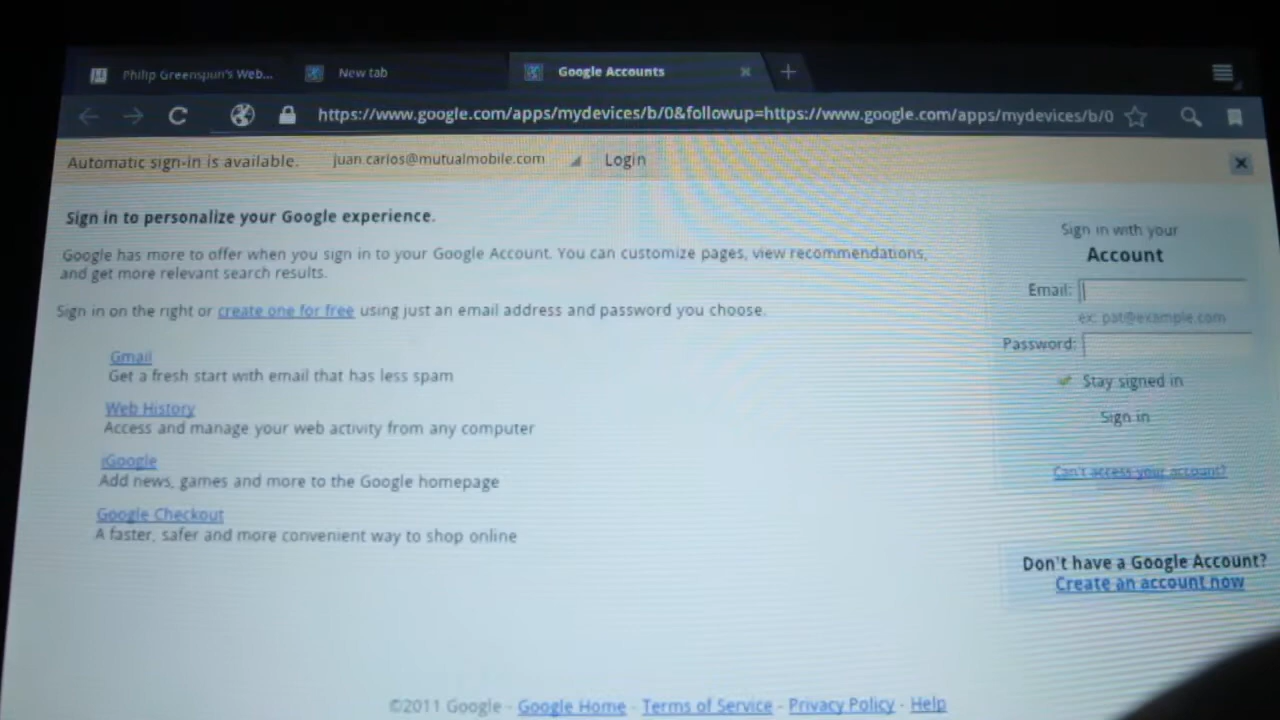 Philip Greenspun's Web...
New tab
Google Accounts
https://www.google.com/apps/mydevices/b/0&followup=https://www.google.com/apps/mydevices/b/0
Automatic sign-in is available. juan.carlos@mutualmobile.com Login
Sign in to personalize your Google experience.
Google has more to offer when you sign in to your Google Account. You can customize pages, view recommendations,
and get more relevant search results.
Sign in on the right or create one for free using just an email address and password you choose.
Gmail
Get a fresh start with email that has less spam
Web History
Access and manage your web activity from any computer
iGoogle
Add news, games and more to the Google homepage
Google Checkout
A faster, safer and more convenient way to shop online
Sign in with your
Account
Email:
ex: pat@example.com
Password:
Stay signed in
Sign in
Can't access your account?
Don't have a Google Account?
Create an account now
©2011 Google - Google Home - Terms of Service - Privacy Policy - Help